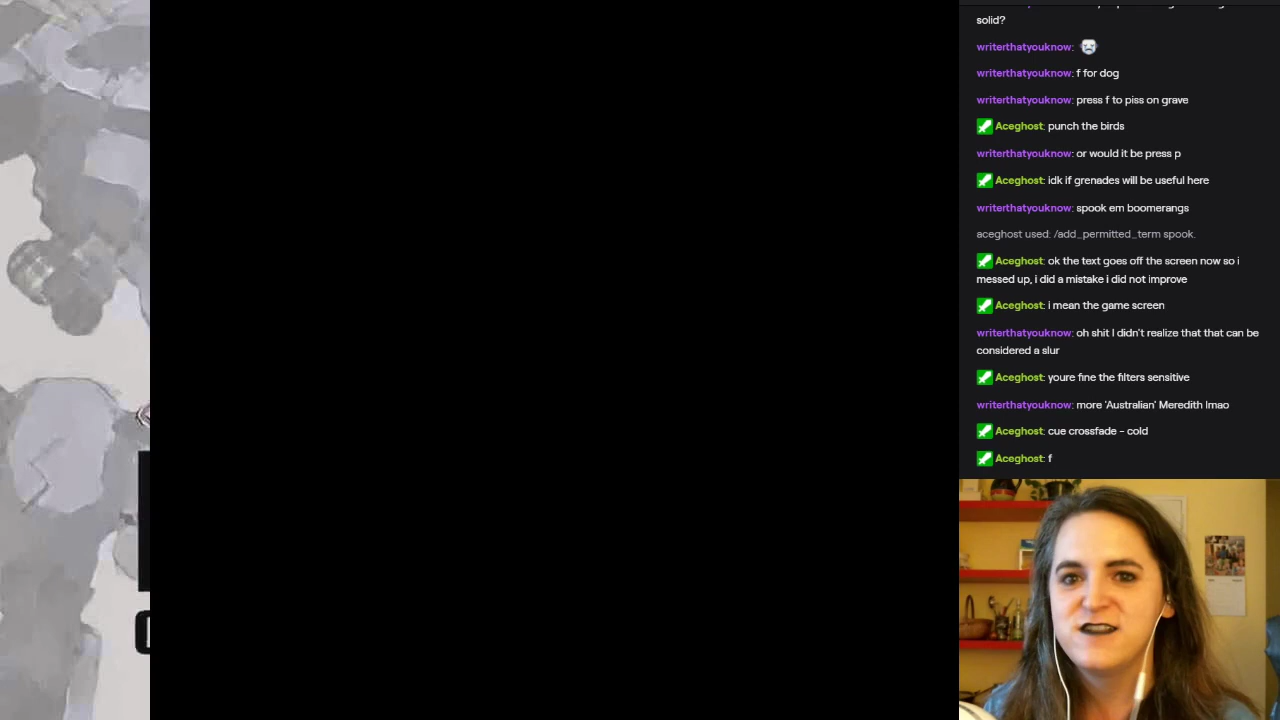 solid?
writerthatyouknow:
writerthatyouknow: f for dog
writerthatyouknow: press f to piss on grave
Aceghost: punch the birds
writerthatyouknow: or would it be press p
Aceghost: idk if grenades will be useful here
writerthatyouknow: spook em boomerangs
aceghost used: /add_permitted_term spook.
Aceghost: ok the text goes off the screen now so i
messed up, i did a mistake i did not improve
Aceghost: i mean the game screen
writerthatyouknow: oh shit I didn't realize that that can be
considered a slur
Aceghost: youre fine the filters sensitive
writerthatyouknow: more 'Australian' Meredith lmao
Aceghost: cue crossfade - cold
Aceghost: f